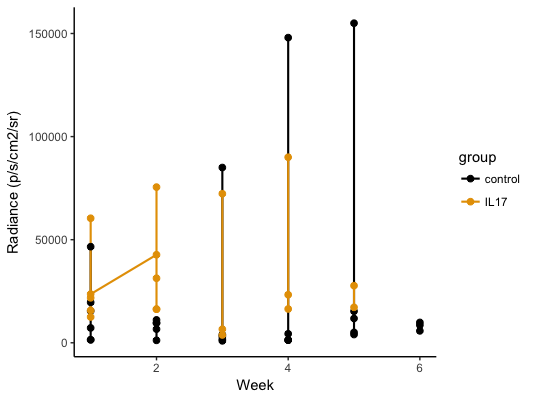 150000
100000
50000
0
Radiance (p/s/cm2/sr)
2
4
6
Week
group
control
IL17